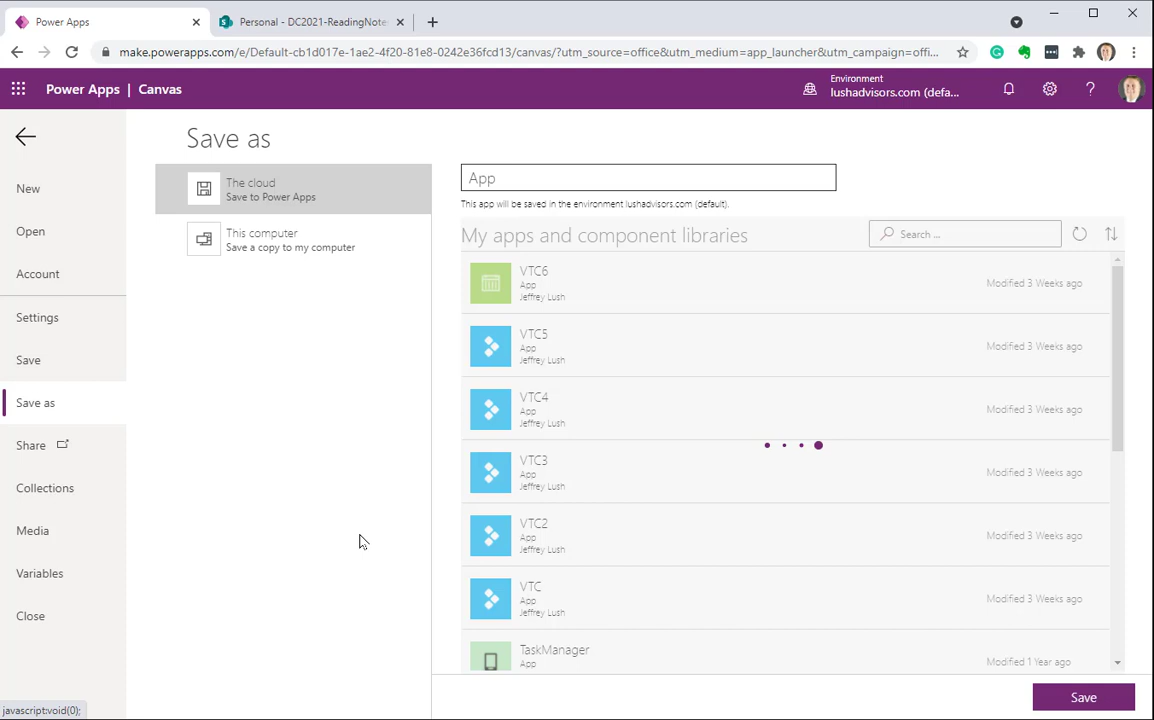 Power Apps
Personal - DC2021-ReadingNote
make.powerapps.com/e/Default-cb1d017e-1ae2-4f20-81e8-0242e36fcd13/canvas/?utm_source=office&utm_medium=app_launcher&utm_campaign=offi...
Power Apps | Canvas
Environment
lushadvisors.com (defa...
?
Save as
New
Open
Account
Settings
Save
Save as
Share
Collections
Media
Variables
Close
The cloud
Save to Power Apps
This computer
Save a copy to my computer
App
This app will be saved in the environment lushadvisors.com (default).
My apps and component libraries
Search ...
VTC6
App
Jeffrey Lush
Modified 3 Weeks ago
VTC5
App
Jeffrey Lush
Modified 3 Weeks ago
VTC4
App
Jeffrey Lush
Modified 3 Weeks ago
VTC3
App
Jeffrey Lush
Modified 3 Weeks ago
VTC2
App
Jeffrey Lush
Modified 3 Weeks ago
VTC
App
Jeffrey Lush
Modified 3 Weeks ago
TaskManager
App
Modified 1 Year ago
Save
javascript:void(0);